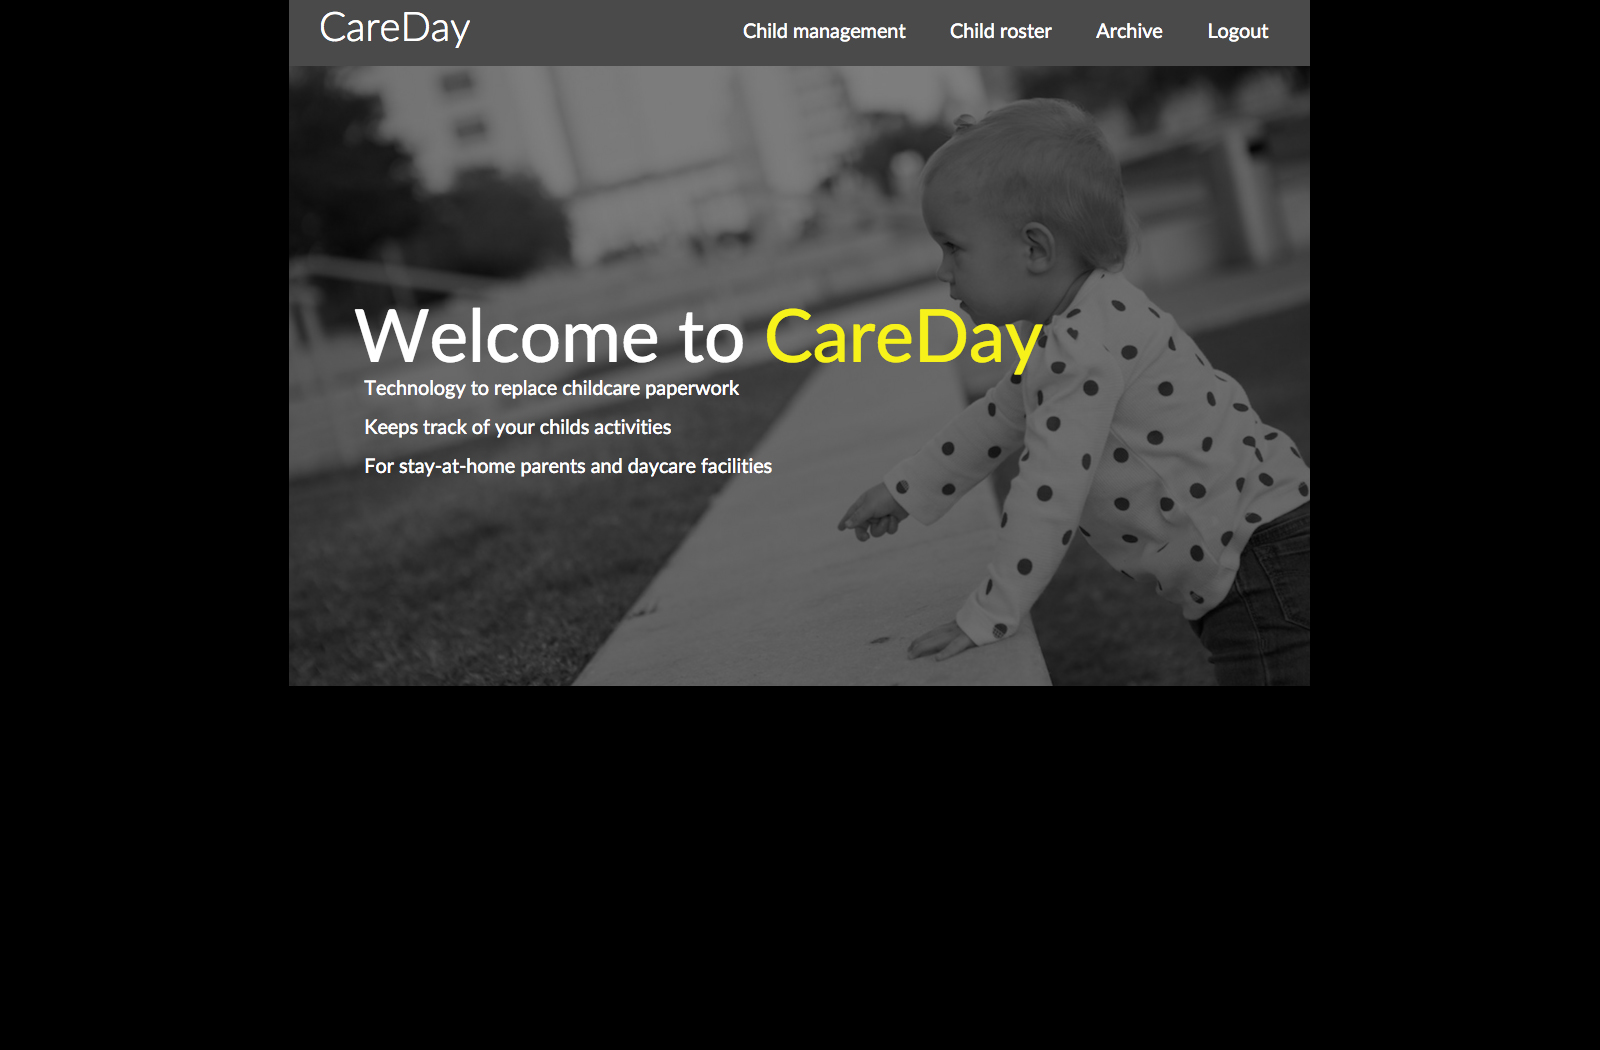 CareDay
Child management Child roster Archive Logout
Welcome to CareDay
Technology to replace childcare paperwork
Keeps track of your childs activities
For stay-at-home parents and daycare facilities